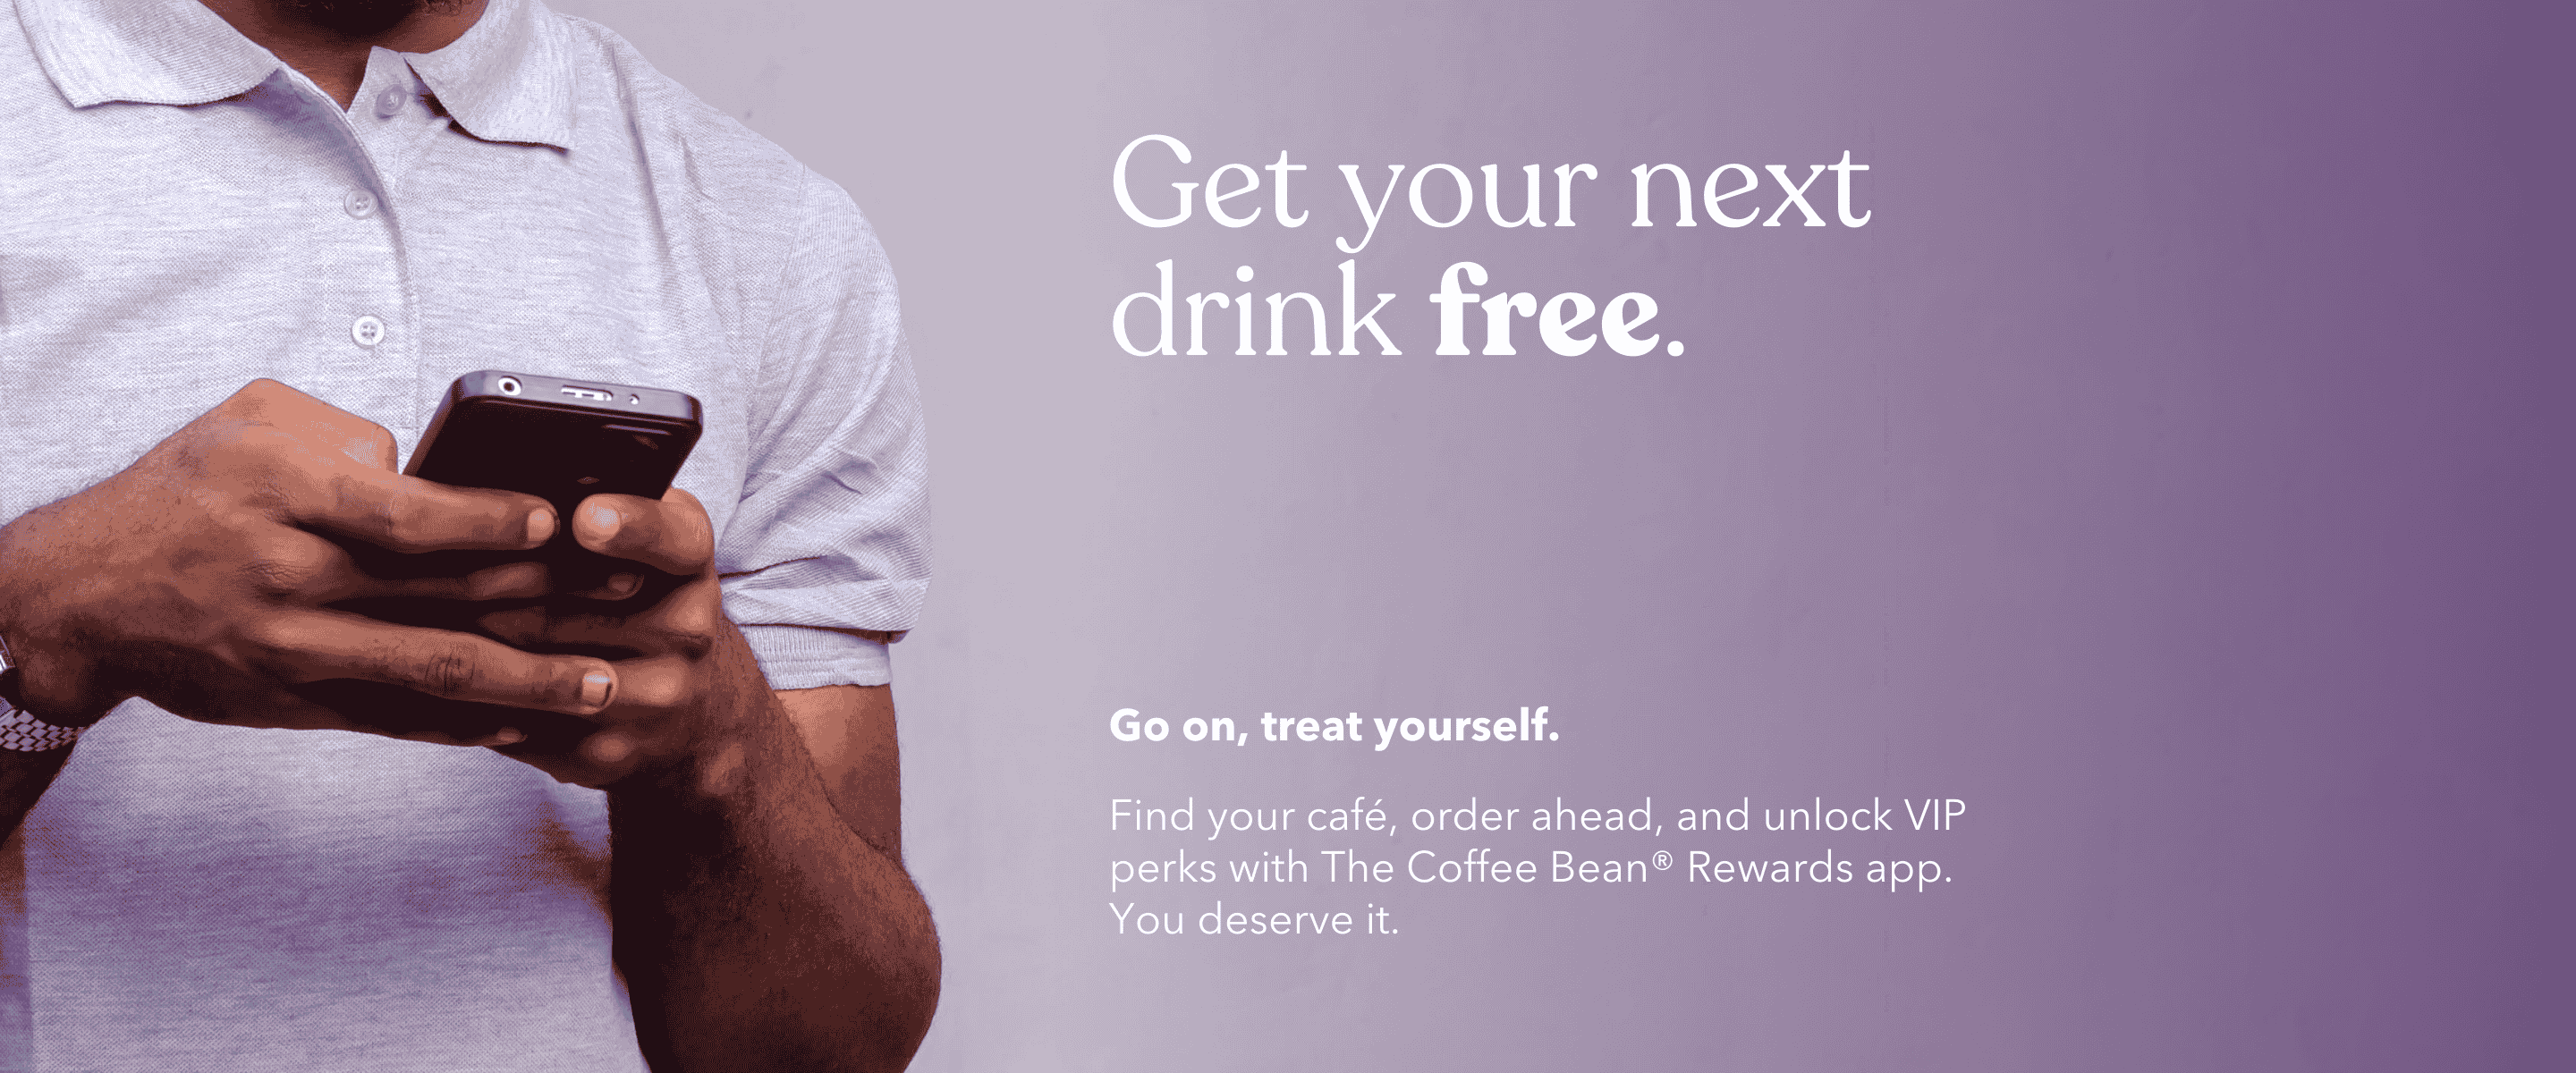 Get your next
drink free.
Go on, treat yourself.
Find your café, order ahead, and unlock VIP
perks with The Coffee Bean® Rewards app.
You deserve it.